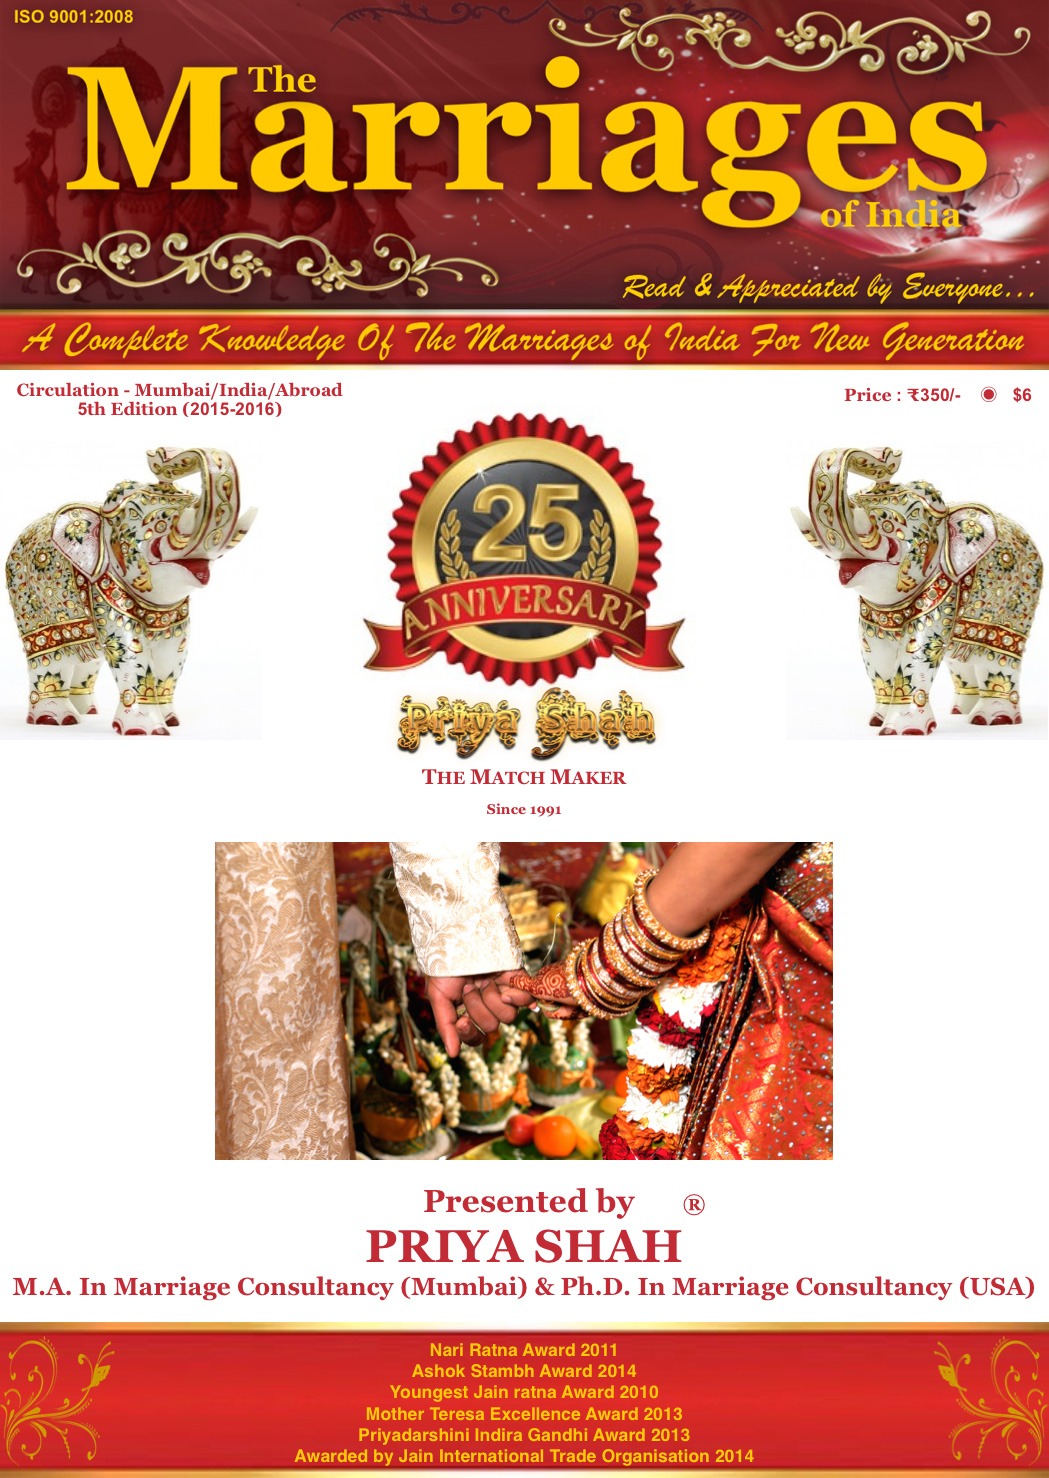 ISO 9001:2008
The
Marriages
of India
Read & Appreciated by Everyone...
A Complete Knowledge Of The Marriages of India For New Generation
Circulation - Mumbai/India/Abroad
5th Edition (2015-2016)
Price : ₹350/- ◉ $6
25
ANNIVERSARY
Priya Shah
THE MATCH MAKER
Since 1991
Presented by ®
PRIYA SHAH
M.A. In Marriage Consultancy (Mumbai) & Ph.D. In Marriage Consultancy (USA)
Nari Ratna Award 2011
Ashok Stambh Award 2014
Youngest Jain ratna Award 2010
Mother Teresa Excellence Award 2013
Priyadarshini Indira Gandhi Award 2013
Awarded by Jain International Trade Organisation 2014